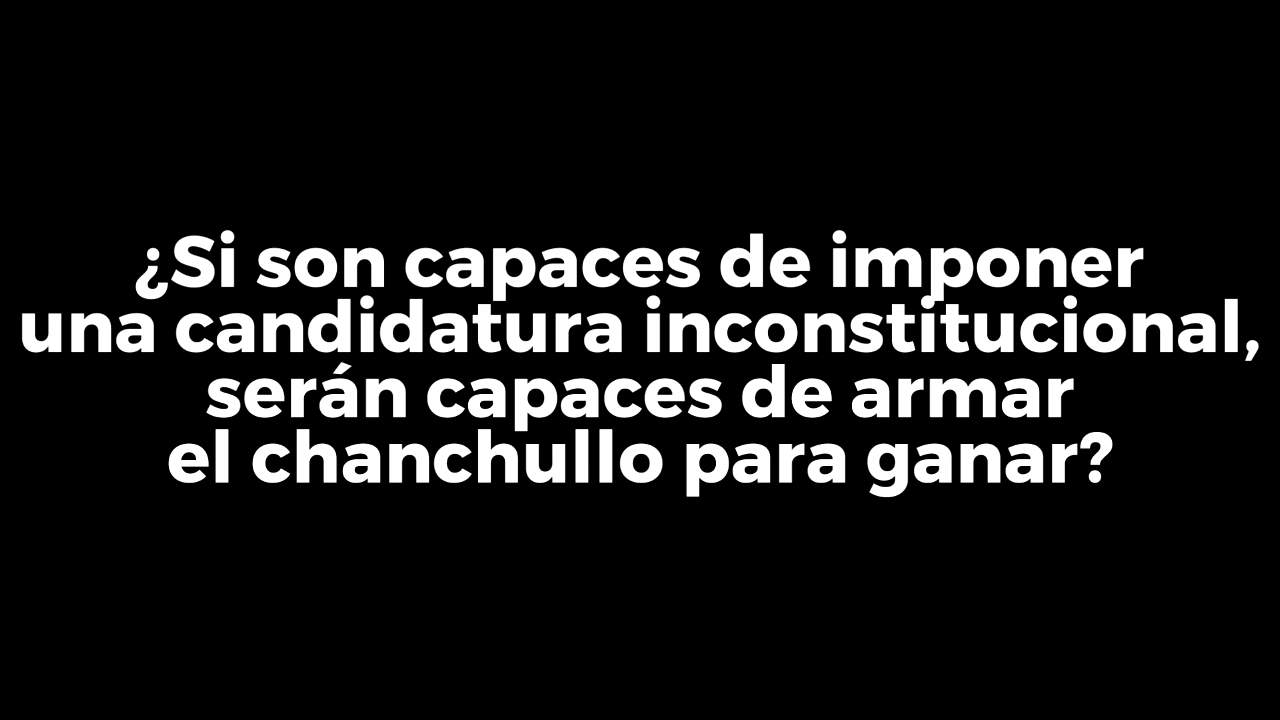 ¿Si son capaces de imponer
una candidatura inconstitucional,
serán capaces de armar
el chanchullo para ganar?